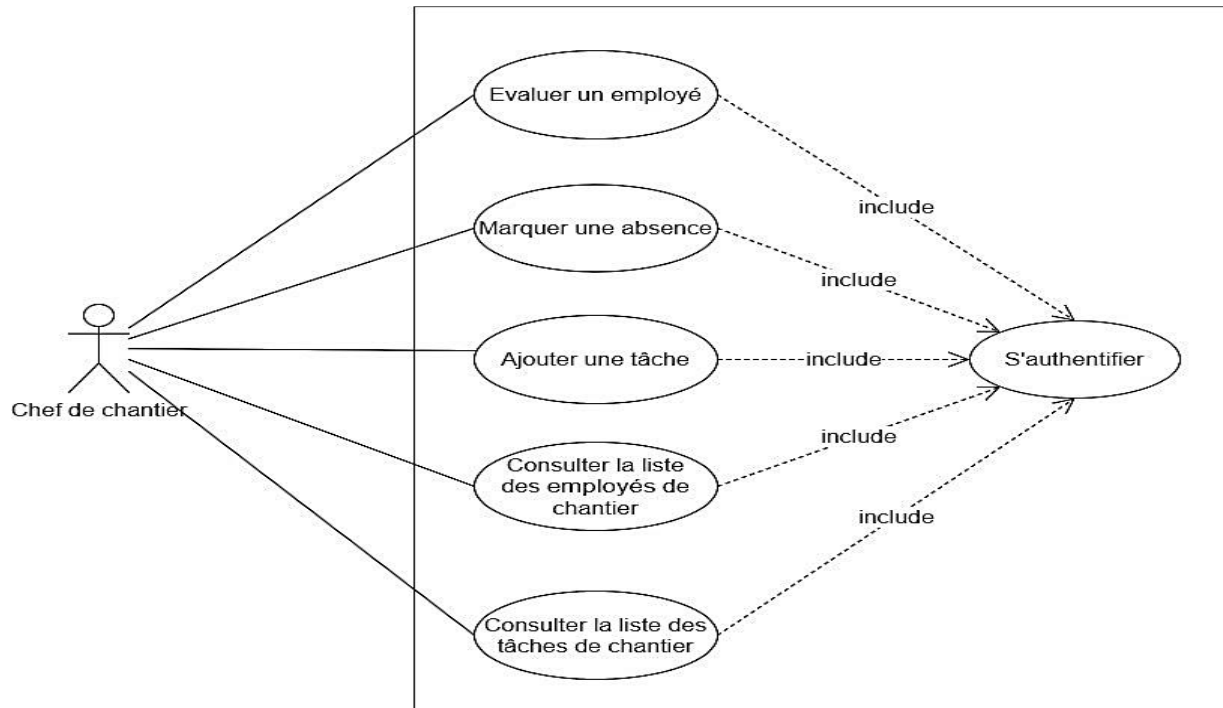 Evaluer un employé
include
Marquer une absence
include
Ajouter une tâche
include
S'authentifier
Chef de chantier
include
Consulter la liste
des employés de
chantier
include
Consulter la liste des
tâches de chantier